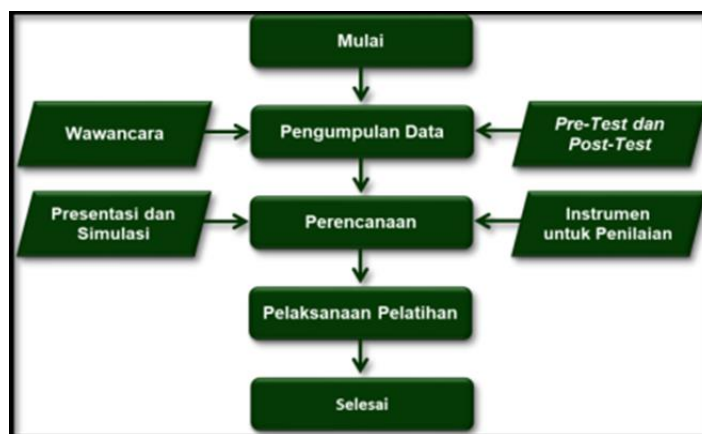 Mulai
Wawancara
Pengumpulan Data
Pre-Test dan
Post-Test
Presentasi dan
Simulasi
Perencanaan
Instrumen
untuk Penilaian
Pelaksanaan Pelatihan
Selesai